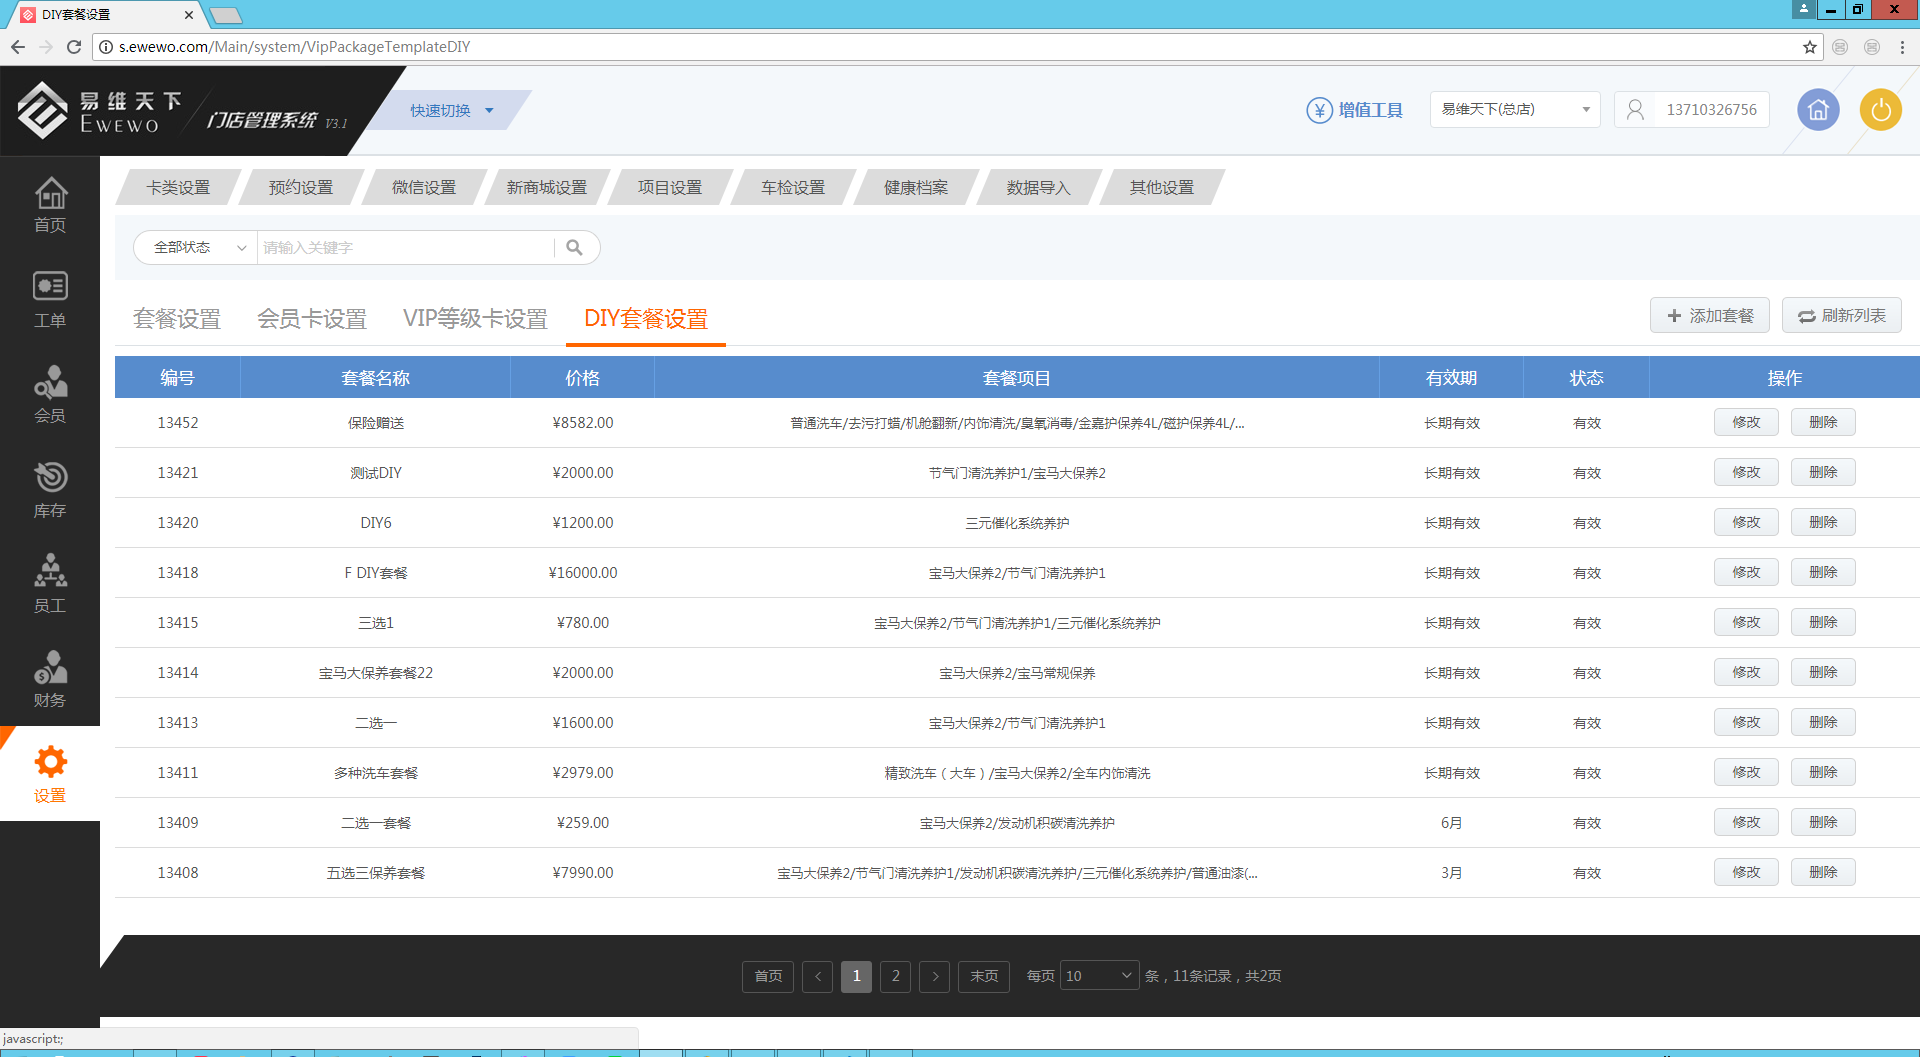 DIY套餐设置
s.ewewo.com/Main/system/VipPackageTemplateDIY
易维天下
EWEWO
门店管理系统 V3.1
快速切换
增值工具
易维天下(总店)
13710326756
首页
工单
会员
库存
员工
财务
设置
卡类设置 预约设置 微信设置 新商城设置 项目设置 车检设置 健康档案 数据导入 其他设置
全部状态 请输入关键字
套餐设置 会员卡设置 VIP等级卡设置 DIY套餐设置 添加套餐 刷新列表
编号 套餐名称 价格 套餐项目 有效期 状态 操作
13452 保险赠送 ¥8582.00 普通洗车/去污打蜡/机舱翻新/内饰清洗/臭氧消毒/金嘉护保养4L/磁护保养4L/... 长期有效 有效 修改 删除
13421 测试DIY ¥2000.00 节气门清洗养护1/宝马大保养2 长期有效 有效 修改 删除
13420 DIY6 ¥1200.00 三元催化系统养护 长期有效 有效 修改 删除
13418 F DIY套餐 ¥16000.00 宝马大保养2/节气门清洗养护1 长期有效 有效 修改 删除
13415 三选1 ¥780.00 宝马大保养2/节气门清洗养护1/三元催化系统养护 长期有效 有效 修改 删除
13414 宝马大保养套餐22 ¥2000.00 宝马大保养2/宝马常规保养 长期有效 有效 修改 删除
13413 二选一 ¥1600.00 宝马大保养2/节气门清洗养护1 长期有效 有效 修改 删除
13411 多种洗车套餐 ¥2979.00 精致洗车（大车）/宝马大保养2/全车内饰清洗 长期有效 有效 修改 删除
13409 二选一套餐 ¥259.00 宝马大保养2/发动机积碳清洗养护 6月 有效 修改 删除
13408 五选三保养套餐 ¥7990.00 宝马大保养2/节气门清洗养护1/发动机积碳清洗养护/三元催化系统养护/普通油漆(... 3月 有效 修改 删除
首页 < 1 2 > 末页 每页 10 条，11条记录，共2页
javascript:;